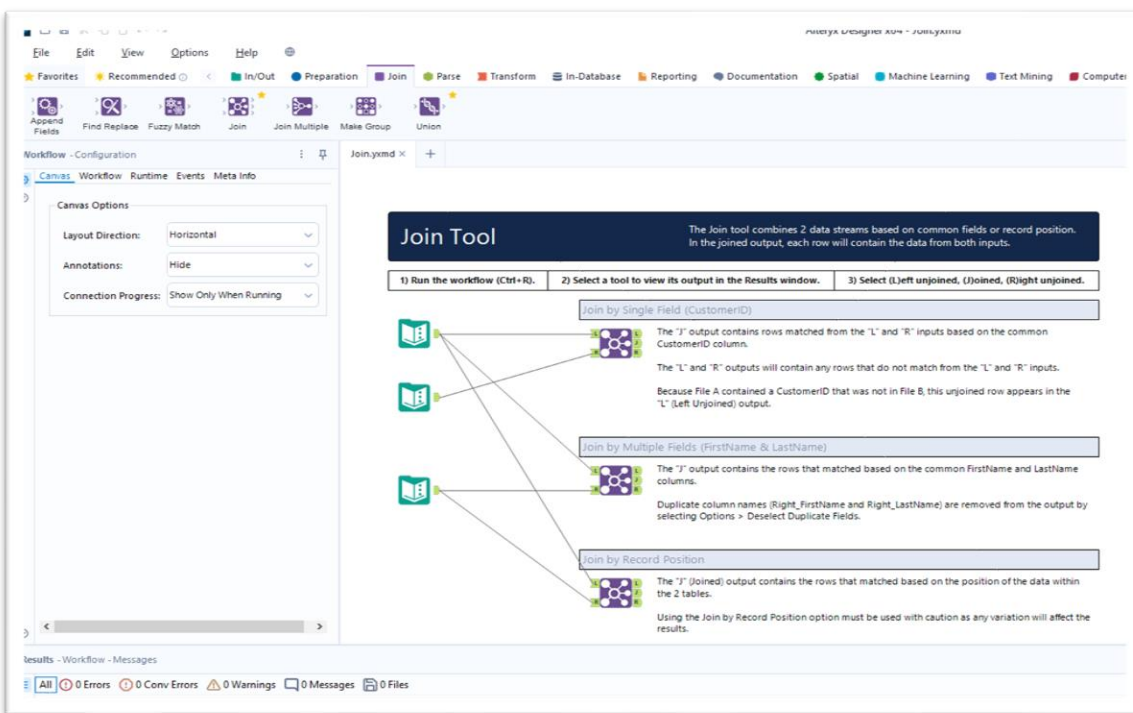 Alteryx Designer x64 - Join.yxmd
File Edit View Options Help
Favorites Recommended < In/Out Preparation Join Parse Transform In-Database Reporting Documentation Spatial Machine Learning Text Mining Computer
Append Fields Find Replace Fuzzy Match Join Join Multiple Make Group Union
Workflow - Configuration
Join.yxmd × +
Canvas Workflow Runtime Events Meta Info
Canvas Options
Layout Direction: Horizontal
Annotations: Hide
Connection Progress: Show Only When Running
Join Tool
The Join tool combines 2 data streams based on common fields or record position.
In the joined output, each row will contain the data from both inputs.
1) Run the workflow (Ctrl+R). 2) Select a tool to view its output in the Results window. 3) Select (L)eft unjoined, (J)oined, (R)ight unjoined.
Join by Single Field (CustomerID)
L L
J
R R
The "J" output contains rows matched from the "L" and "R" inputs based on the common
CustomerID column.
The "L" and "R" outputs will contain any rows that do not match from the "L" and "R" inputs.
Because File A contained a CustomerID that was not in File B, this unjoined row appears in the
"L" (Left Unjoined) output.
Join by Multiple Fields (FirstName & LastName)
L L
J
R R
The "J" output contains the rows that matched based on the common FirstName and LastName
columns.
Duplicate column names (Right_FirstName and Right_LastName) are removed from the output by
selecting Options > Deselect Duplicate Fields.
Join by Record Position
L L
J
R R
The "J" (Joined) output contains the rows that matched based on the position of the data within
the 2 tables.
Using the Join by Record Position option must be used with caution as any variation will affect the
results.
Results - Workflow - Messages
All 0 Errors 0 Conv Errors 0 Warnings 0 Messages 0 Files